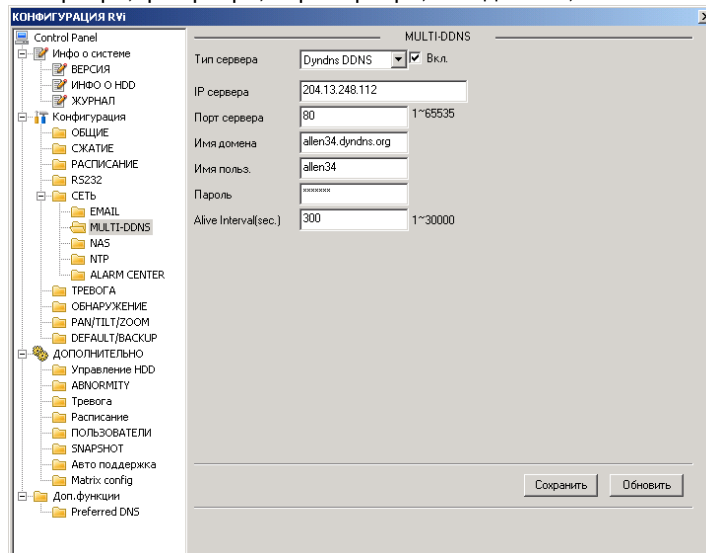 КОНФИГУРАЦИЯ RVi
Control Panel
Инфо о системе
ВЕРСИЯ
ИНФО О HDD
ЖУРНАЛ
Конфигурация
ОБЩИЕ
СЖАТИЕ
РАСПИСАНИЕ
RS232
СЕТЬ
EMAIL
MULTI-DDNS
NAS
NTP
ALARM CENTER
ТРЕВОГА
ОБНАРУЖЕНИЕ
PAN/TILT/ZOOM
DEFAULT/BACKUP
ДОПОЛНИТЕЛЬНО
Управление HDD
ABNORMITY
Тревога
Расписание
ПОЛЬЗОВАТЕЛИ
SNAPSHOT
Авто поддержка
Matrix config
Доп.функции
Preferred DNS
MULTI-DDNS
Тип сервера Dyndns DDNS Вкл.
IP сервера 204.13.248.112
Порт сервера 80 1~65535
Имя домена allen34.dyndns.org
Имя польз. allen34
Пароль *******
Alive Interval(sec.) 300 1~30000
Сохранить Обновить